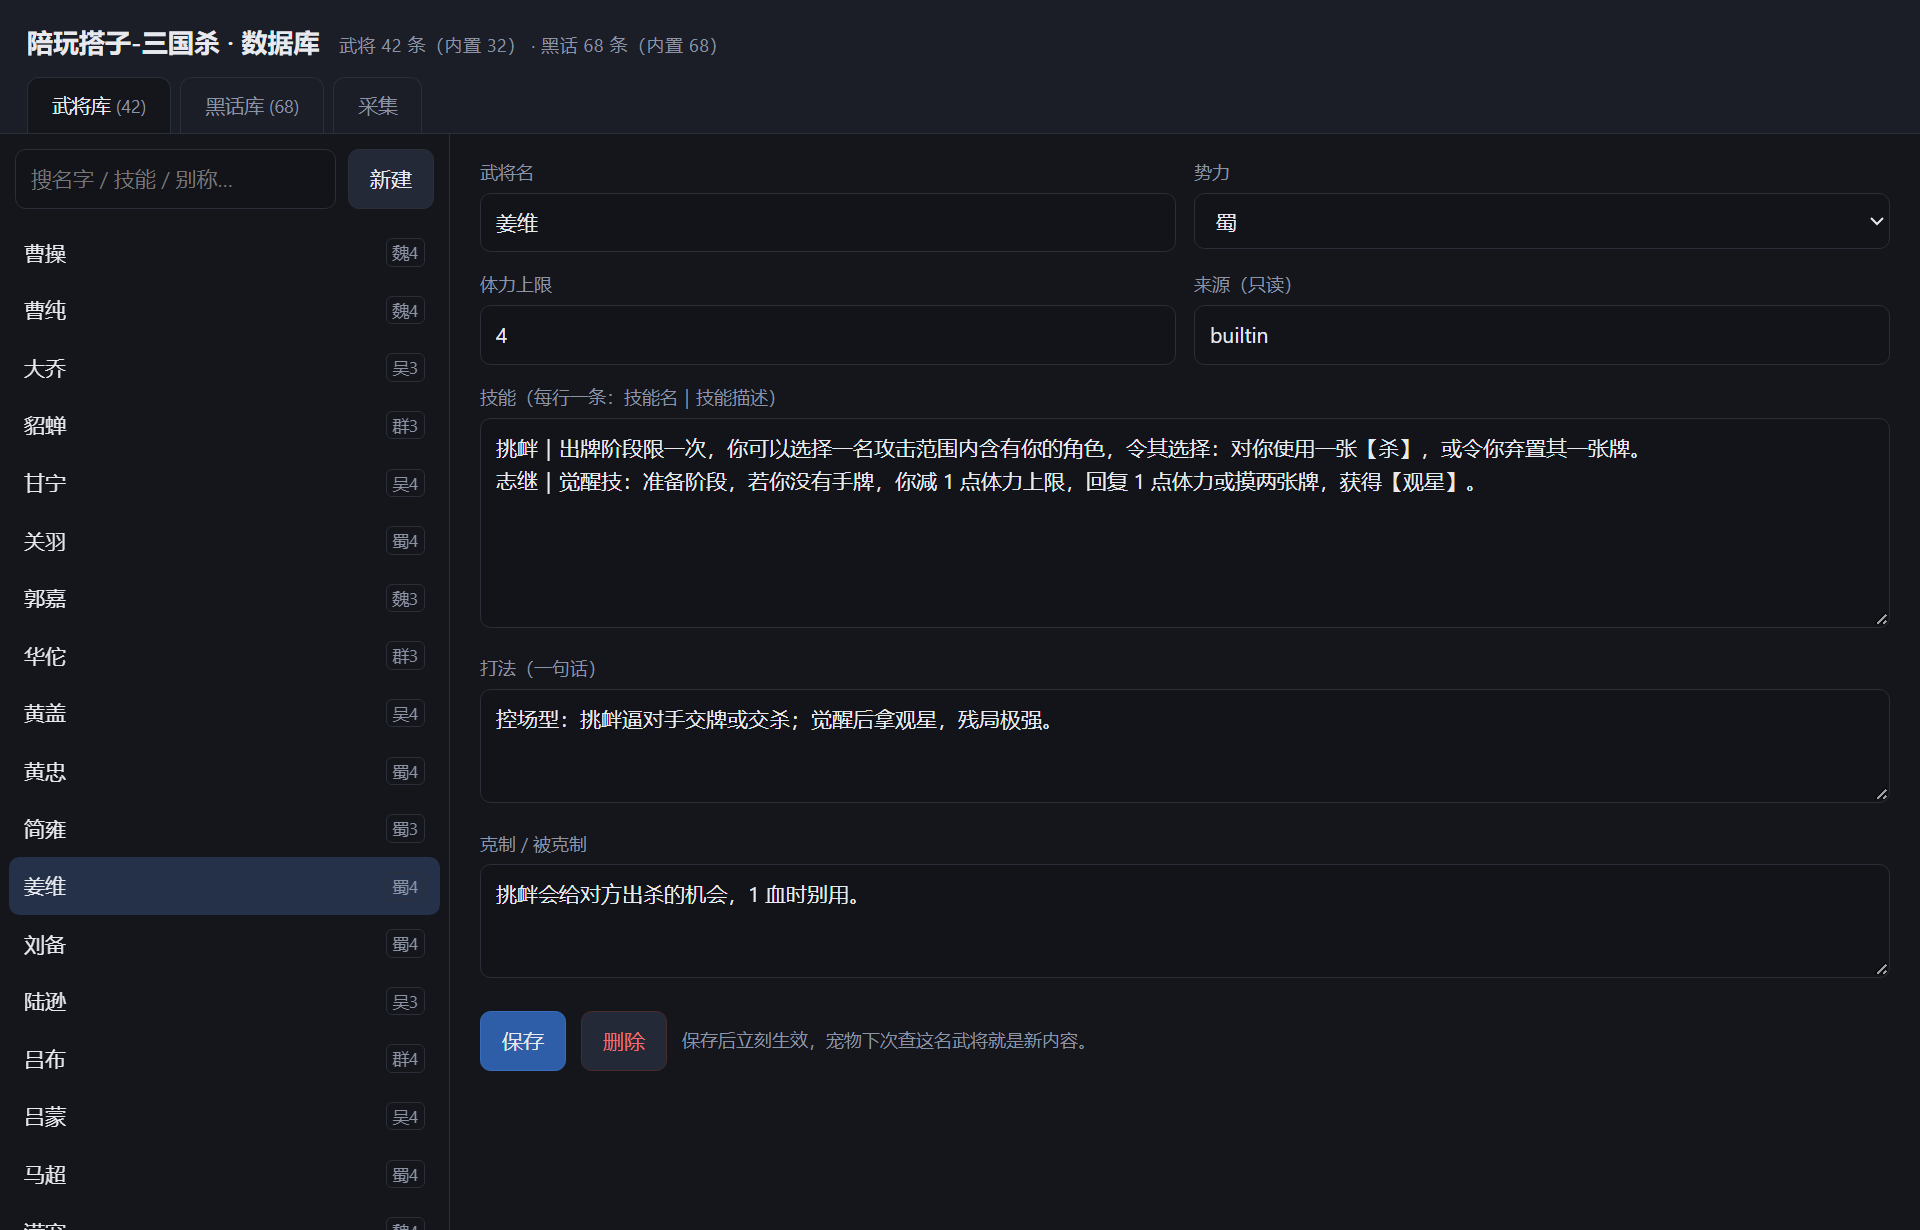 陪玩搭子-三国杀 · 数据库 武将 42 条（内置 32） · 黑话 68 条（内置 68）
武将库 (42) 黑话库 (68) 采集
搜名字 / 技能 / 别称... 新建
曹操 魏4
曹纯 魏4
大乔 吴3
貂蝉 群3
甘宁 吴4
关羽 蜀4
郭嘉 魏3
华佗 群3
黄盖 吴4
黄忠 蜀4
简雍 蜀3
姜维 蜀4
刘备 蜀4
陆逊 吴3
吕布 群4
吕蒙 吴4
马超 蜀4
魏4
武将名 势力
姜维 蜀
体力上限 来源（只读）
4 builtin
技能（每行一条：技能名 | 技能描述）
挑衅 | 出牌阶段限一次，你可以选择一名攻击范围内含有你的角色，令其选择：对你使用一张【杀】，或令你弃置其一张牌。
志继 | 觉醒技：准备阶段，若你没有手牌，你减 1 点体力上限，回复 1 点体力或摸两张牌，获得【观星】。
打法（一句话）
控场型：挑衅逼对手交牌或交杀；觉醒后拿观星，残局极强。
克制 / 被克制
挑衅会给对方出杀的机会，1 血时别用。
保存 删除 保存后立刻生效，宠物下次查这名武将就是新内容。